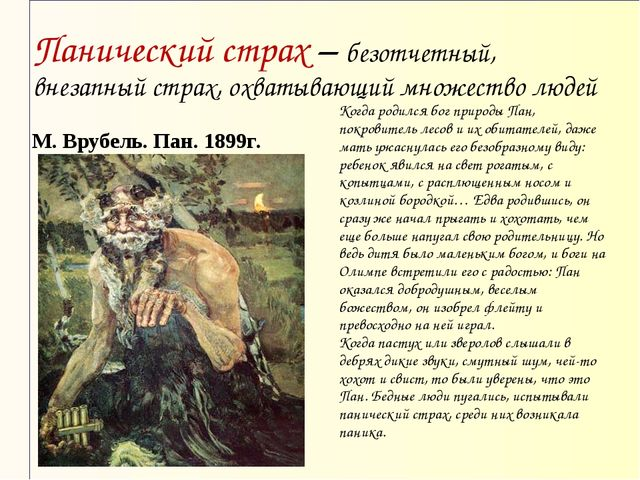 Панический страх – безотчетный,
внезапный страх, охватывающий множество людей
М. Врубель. Пан. 1899г.
Когда родился бог природы Пан,
покровитель лесов и их обитателей, даже
мать ужаснулась его безобразному виду:
ребенок явился на свет рогатым, с
копытцами, с расплющенным носом и
козлиной бородкой… Едва родившись, он
сразу же начал прыгать и хохотать, чем
еще больше напугал свою родительницу. Но
ведь дитя было маленьким богом, и боги на
Олимпе встретили его с радостью: Пан
оказался добродушным, веселым
божеством, он изобрел флейту и
превосходно на ней играл.
Когда пастух или зверолов слышали в
дебрях дикие звуки, смутный шум, чей-то
хохот и свист, то были уверены, что это
Пан. Бедные люди пугались, испытывали
панический страх, среди них возникала
паника.